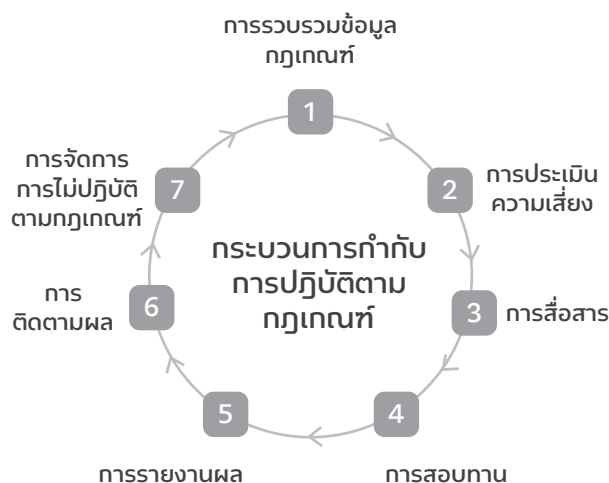 การรวบรวมข้อมูล
กฎเกณฑ์
1
2
การประเมิน
ความเสี่ยง
3
การสื่อสาร
4
การสอบทาน
5
การรายงานผล
6
การ
ติดตามผล
7
การจัดการ
การไม่ปฏิบัติ
ตามกฎเกณฑ์
กระบวนการกำกับ
การปฏิบัติตาม
กฎเกณฑ์